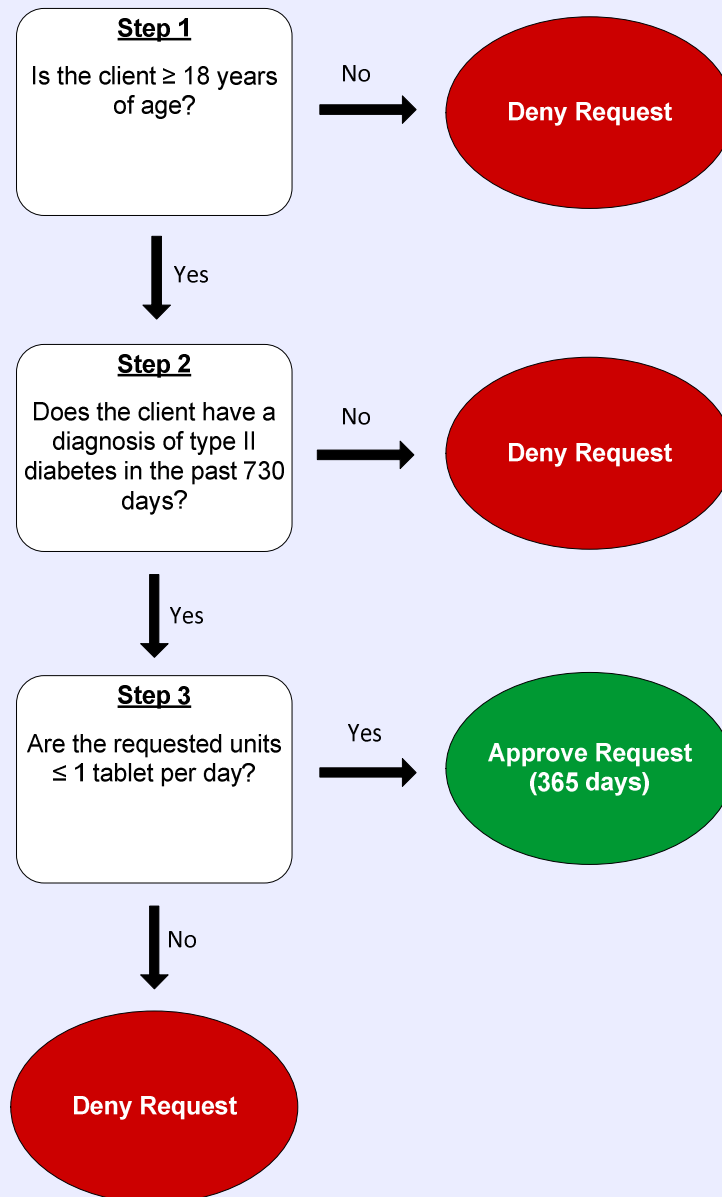 Step 1
Is the client ≥ 18 years
of age?
No
Deny Request
Yes
Step 2
Does the client have a
diagnosis of type II
diabetes in the past 730
days?
No
Deny Request
Yes
Step 3
Are the requested units
≤ 1 tablet per day?
Yes
Approve Request
(365 days)
No
Deny Request